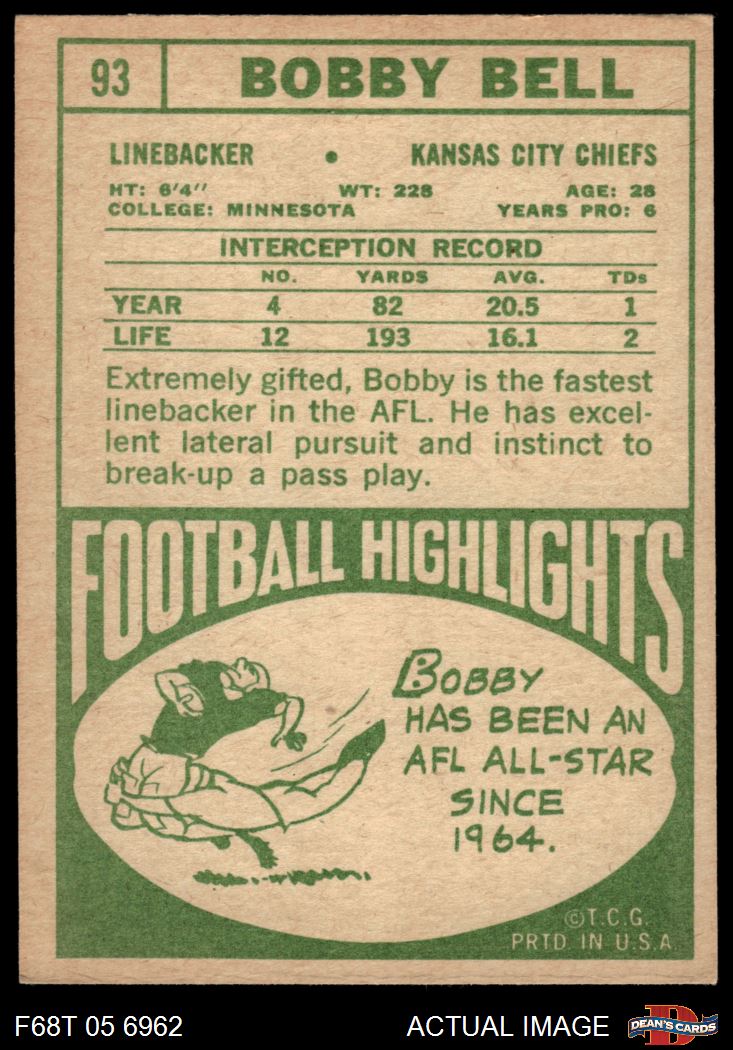 93 BOBBY BELL
LINEBACKER • KANSAS CITY CHIEFS
HT: 6'4" WT: 228 AGE: 28
COLLEGE: MINNESOTA YEARS PRO: 6
INTERCEPTION RECORD
NO. YARDS AVG. TDs
YEAR 4 82 20.5 1
LIFE 12 193 16.1 2
Extremely gifted, Bobby is the fastest
linebacker in the AFL. He has excel-
lent lateral pursuit and instinct to
break-up a pass play.
FOOTBALL HIGHLIGHTS
BOBBY
HAS BEEN AN
AFL ALL-STAR
SINCE
1964.
©T.C.G.
PRTD. IN U.S.A.
F68T 05 6962 ACTUAL IMAGE DEAN'S CARDS